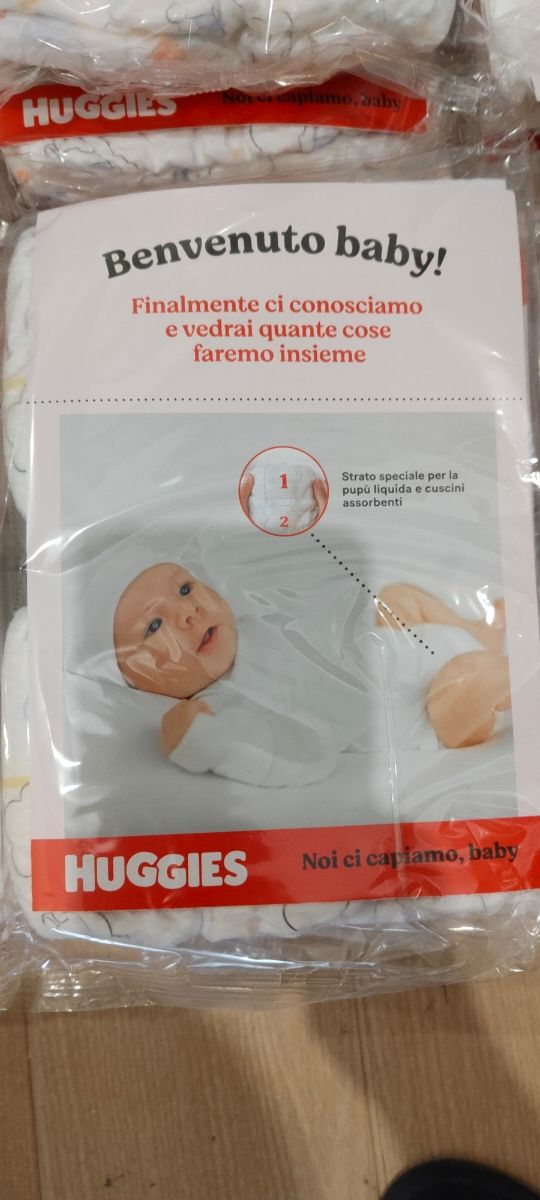 HUGGIES
Noi ci capiamo, baby
Benvenuto baby!
Finalmente ci conosciamo
e vedrai quante cose
faremo insieme
1
2
Strato speciale per la
pupù liquida e cuscini
assorbenti
HUGGIES
Noi ci capiamo, baby